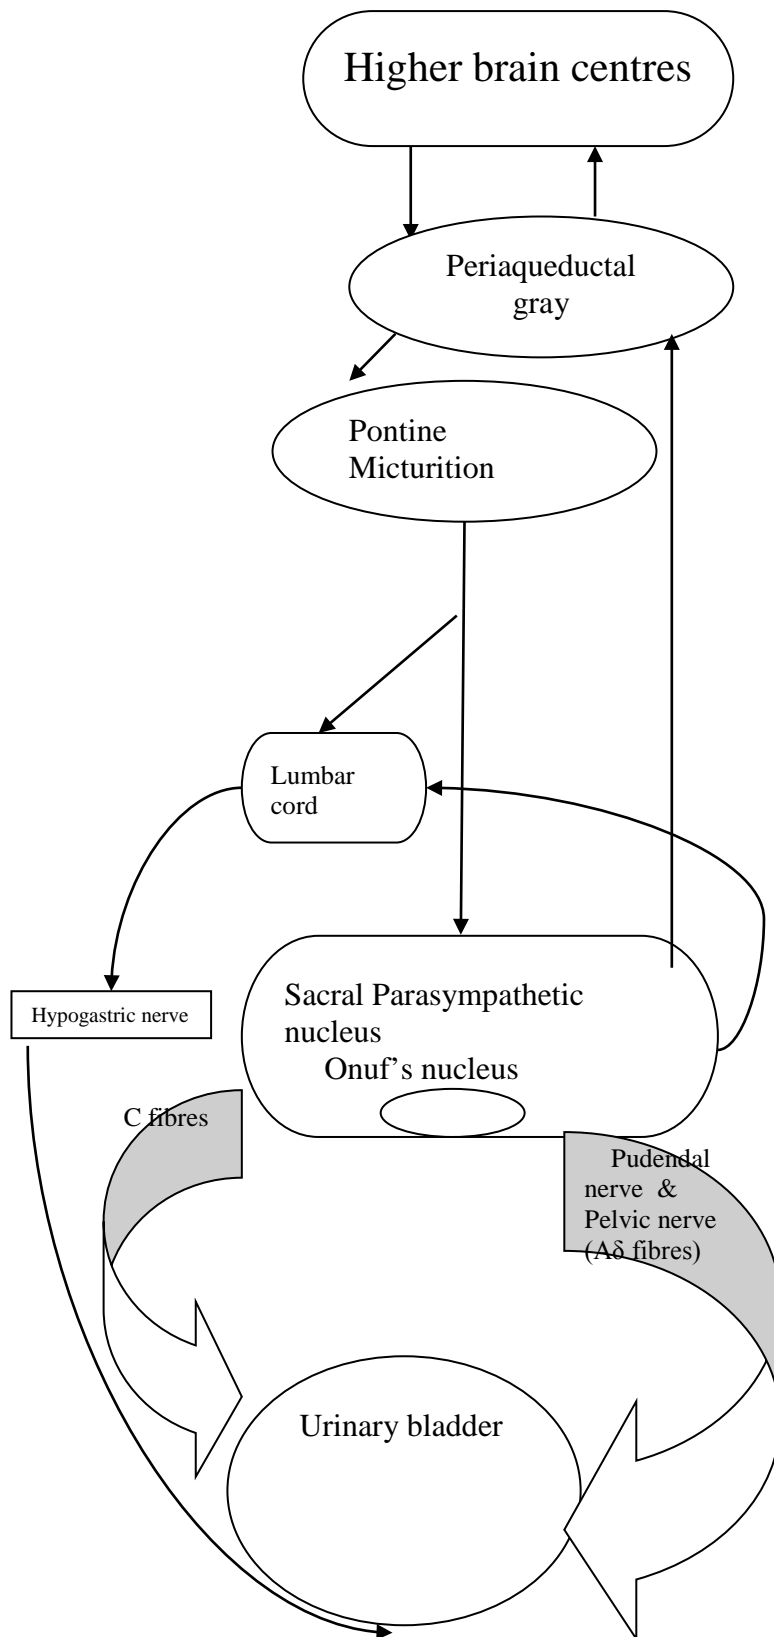 Higher brain centres
Periaqueductal
gray
Pontine
Micturition
Lumbar
cord
Hypogastric nerve
Sacral Parasympathetic
nucleus
Onuf’s nucleus
C fibres
Pudendal
nerve &
Pelvic nerve
(Aδ fibres)
Urinary bladder